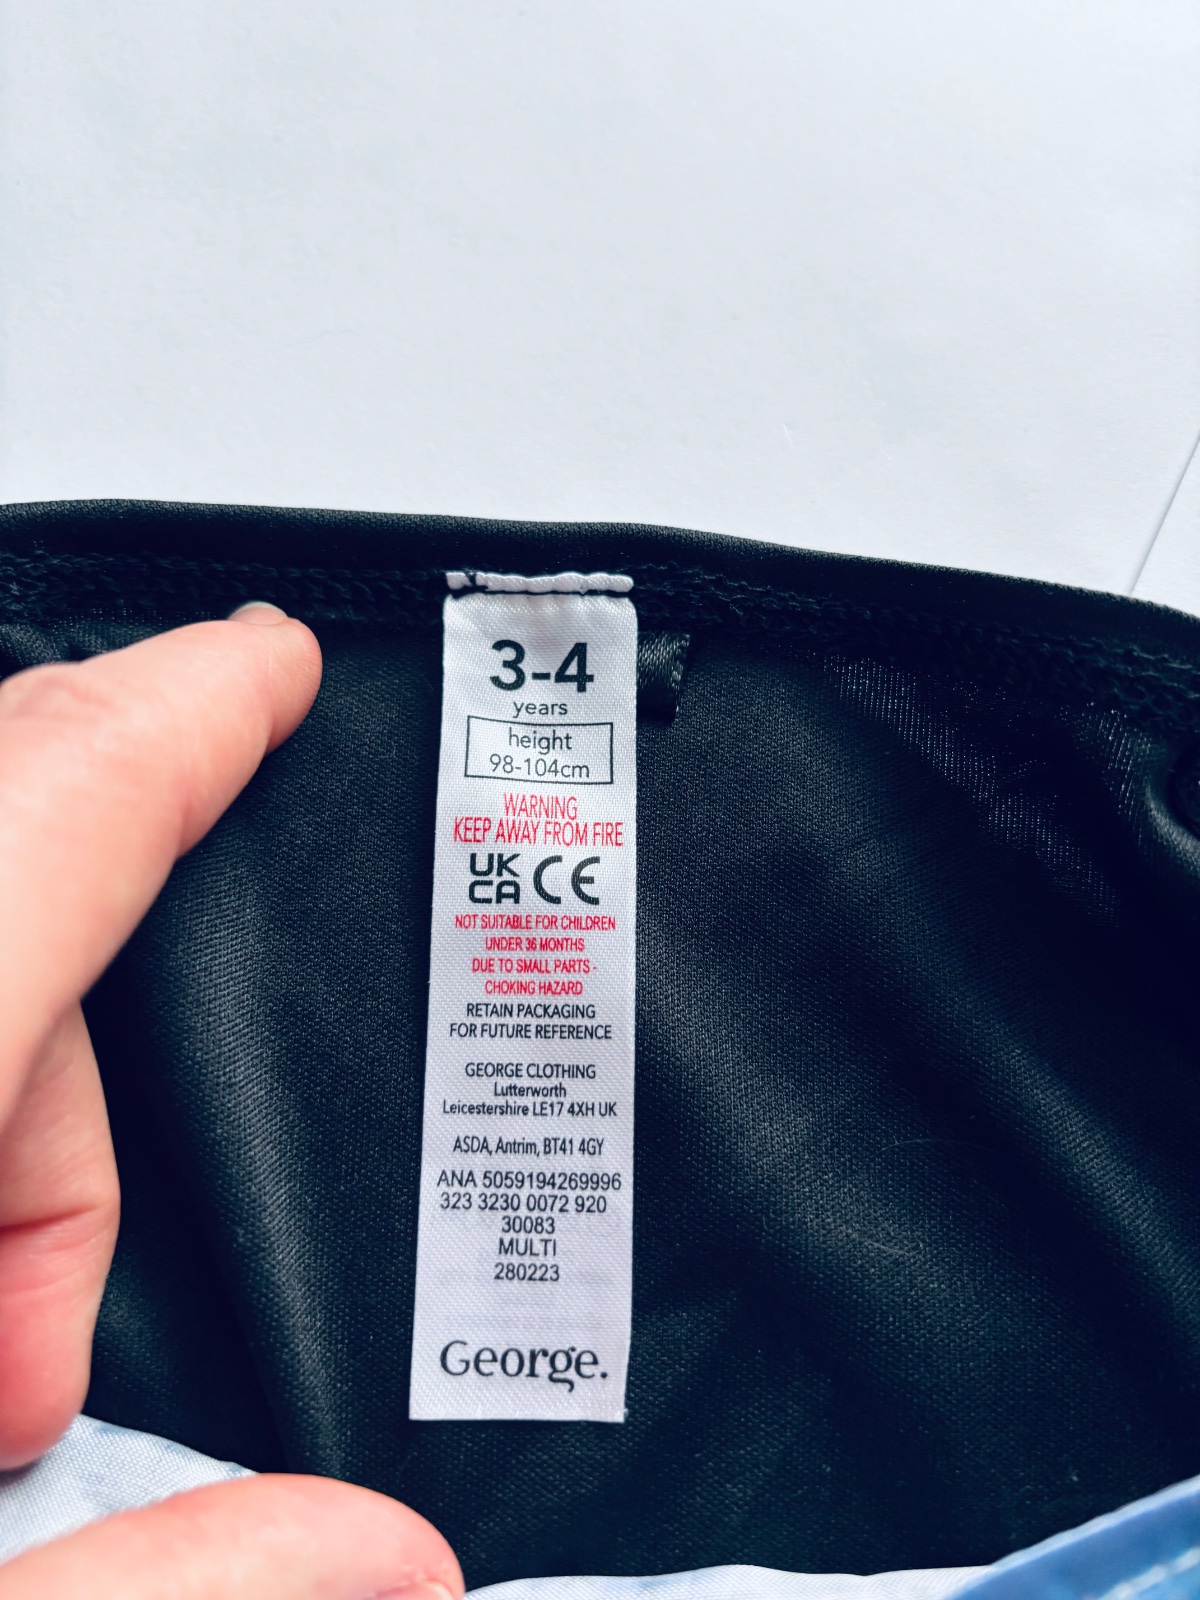 3-4
years
height
98-104cm
WARNING
KEEP AWAY FROM FIRE
UK
CA CE
NOT SUITABLE FOR CHILDREN
UNDER 36 MONTHS
DUE TO SMALL PARTS -
CHOKING HAZARD
RETAIN PACKAGING
FOR FUTURE REFERENCE
GEORGE CLOTHING
Lutterworth
Leicestershire LE17 4XH UK
ASDA, Antrim, BT41 4GY
ANA 5059194269996
323 3230 0072 920
30083
MULTI
280223
George.